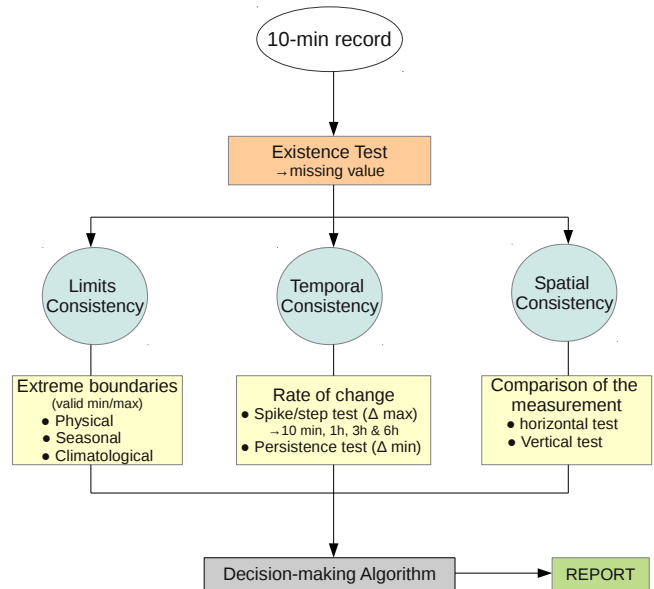 10-min record
Existence Test
→missing value
Limits
Consistency
Temporal
Consistency
Spatial
Consistency
Extreme boundaries
(valid min/max)
● Physical
● Seasonal
● Climatological
Rate of change
● Spike/step test (Δ max)
→10 min, 1h, 3h & 6h
● Persistence test (Δ min)
Comparison of the
measurement
● horizontal test
● Vertical test
Decision-making Algorithm
REPORT